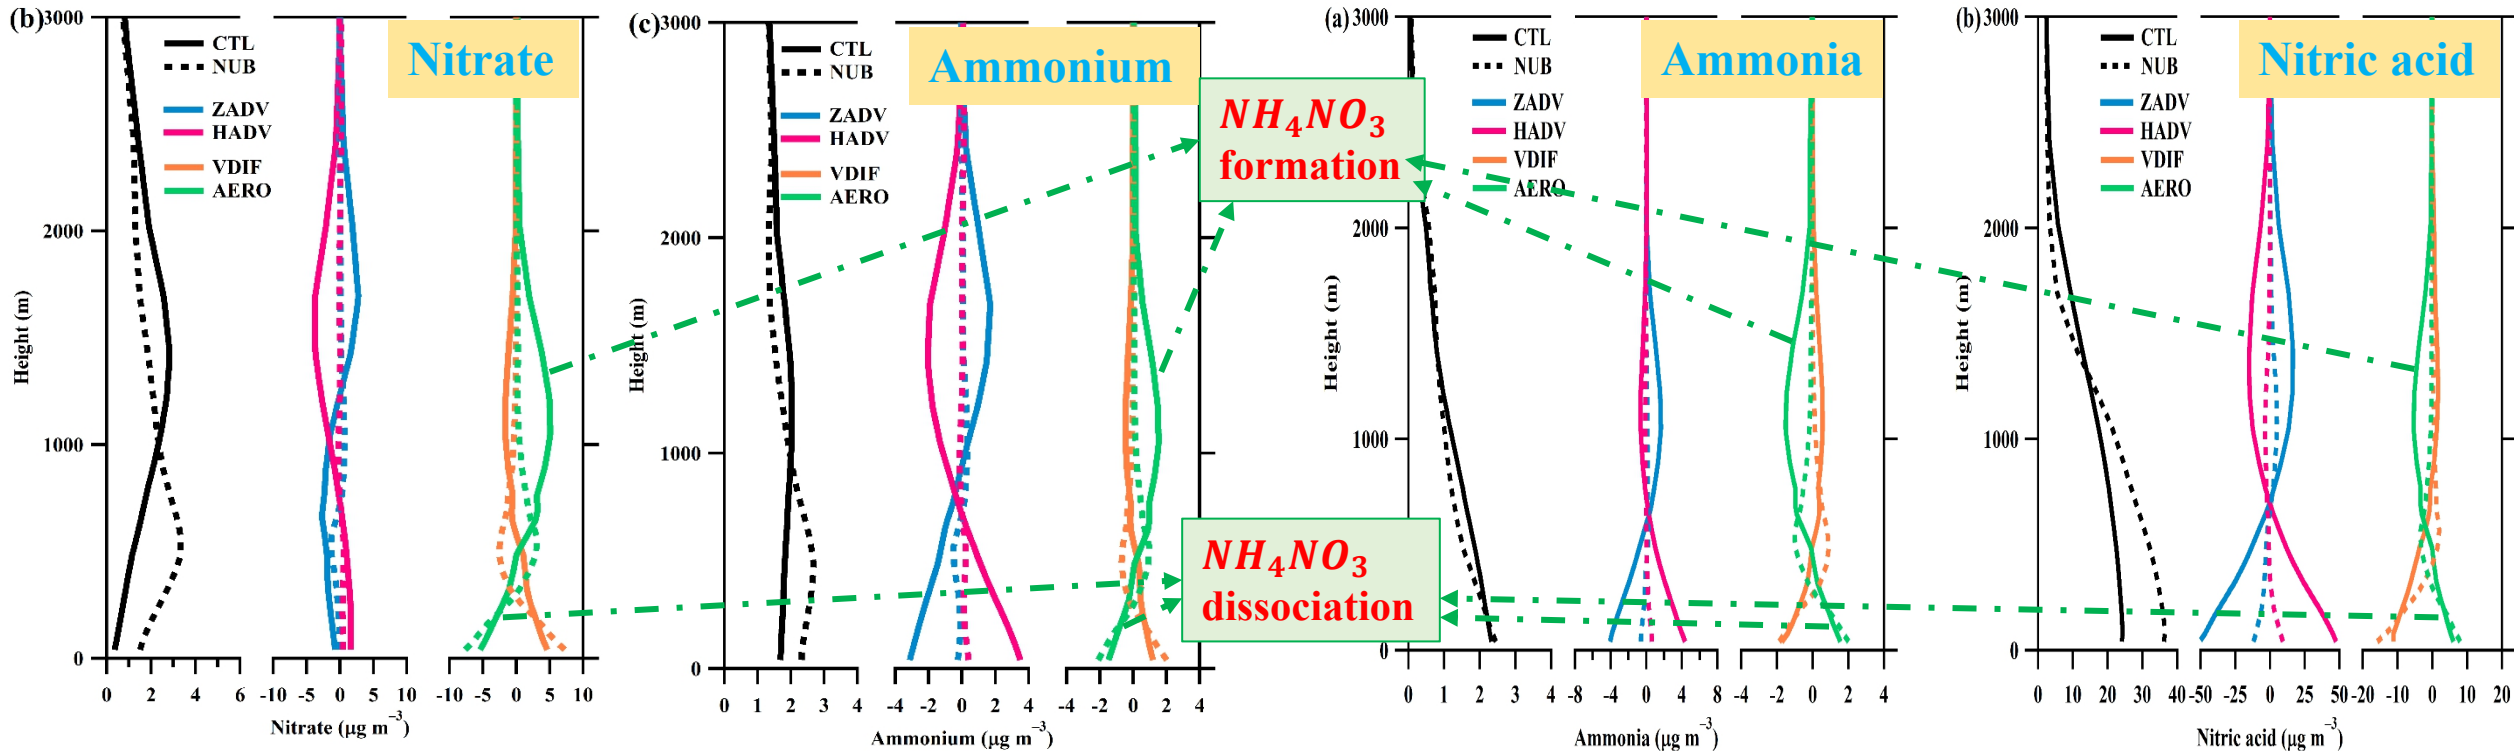 (b)
3000
2000
1000
0
Height (m)
CTL
NUB
ZADV
HADV
VDIF
AERO
Nitrate
0 2 4 6
-10 -5 0 5 10
-10 -5 0 5 10
Nitrate (μg m⁻³)
(c)
3000
2000
1000
0
Height (m)
CTL
NUB
ZADV
HADV
VDIF
AERO
Ammonium
0 1 2 3 4
-4 -2 0 2 4
-4 -2 0 2 4
Ammonium (μg m⁻³)
NH₄NO₃
formation
NH₄NO₃
dissociation
(a)
3000
2000
1000
0
Height (m)
CTL
NUB
ZADV
HADV
VDIF
AERO
Ammonia
0 1 2 3 4
-8 -4 0 4 8
-4 0 4
Ammonia (μg m⁻³)
(b)
3000
2000
1000
0
Height (m)
CTL
NUB
ZADV
HADV
VDIF
AERO
Nitric acid
0 10 20 30 40
-50 -25 0 25 50
-20 -10 0 10 20
Nitric acid (μg m⁻³)